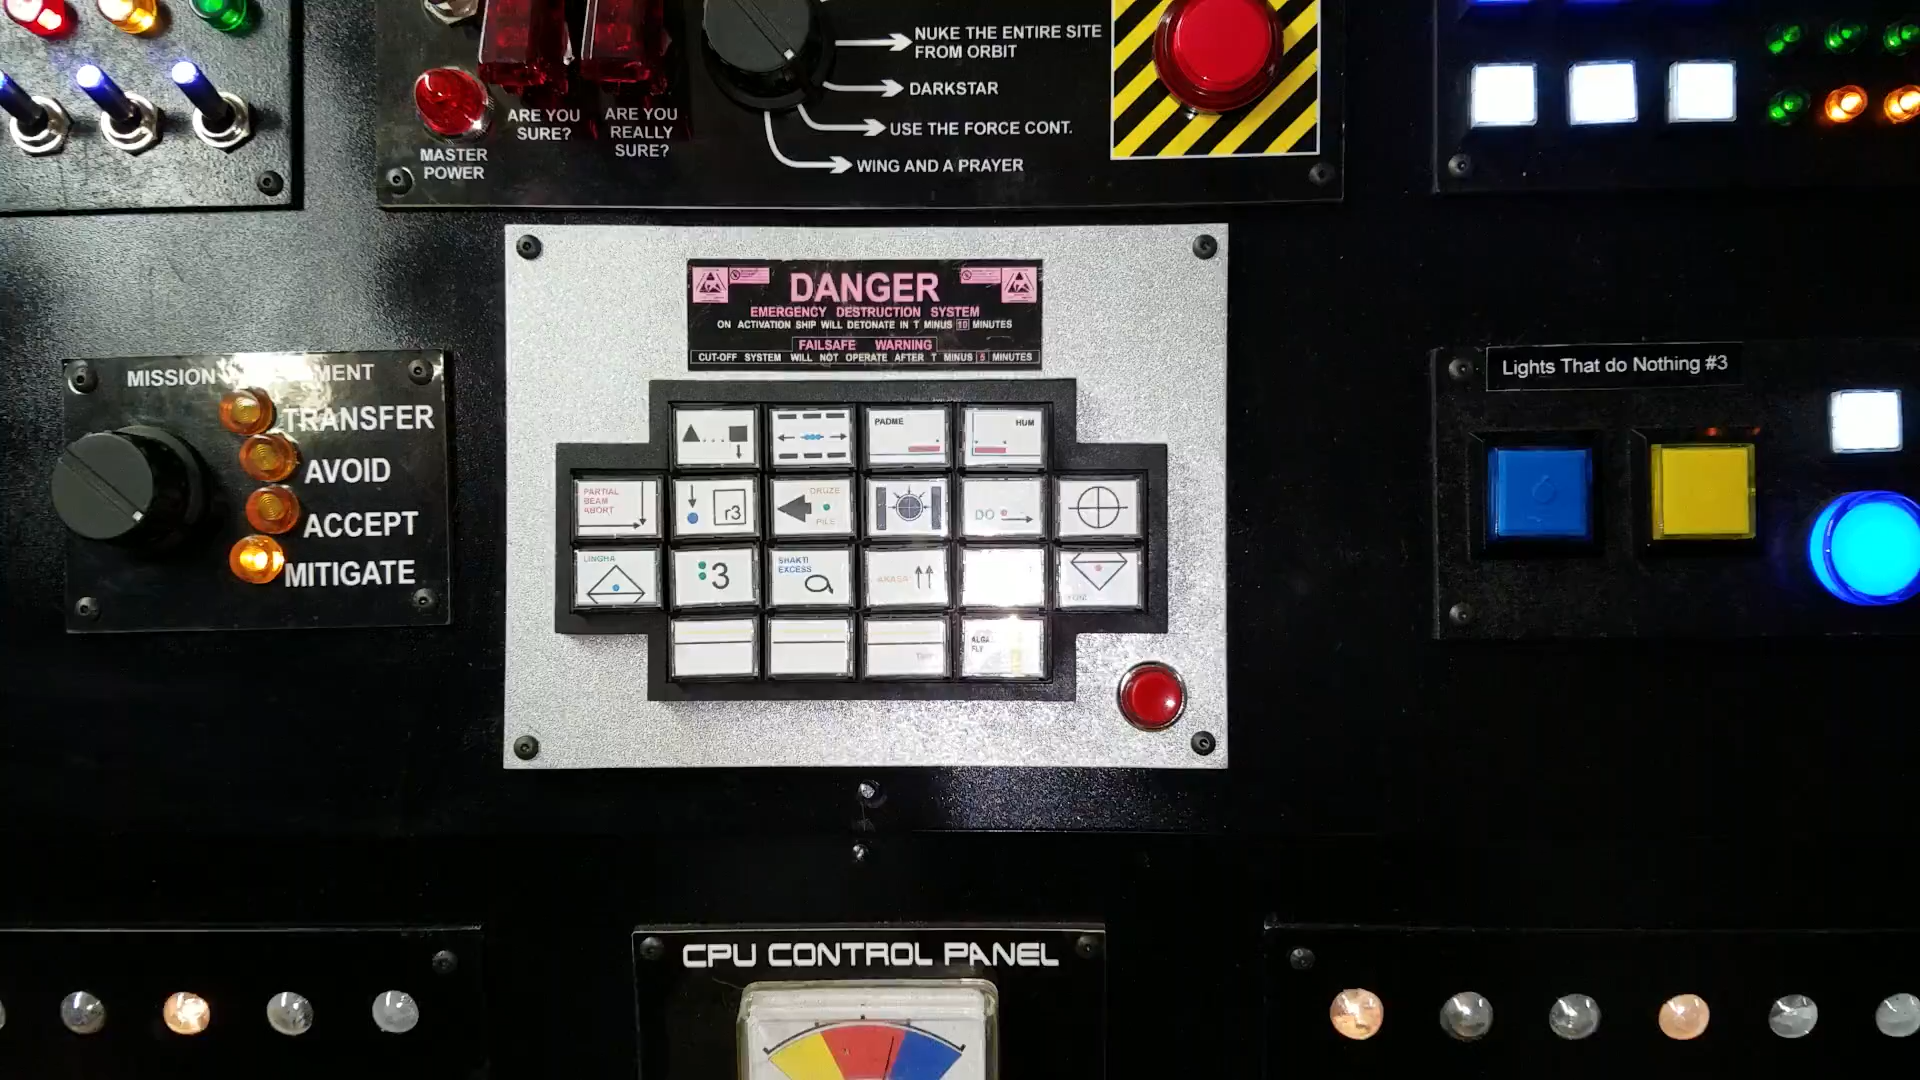 NUKE THE ENTIRE SITE
FROM ORBIT
DARKSTAR
USE THE FORCE CONT.
WING AND A PRAYER
ARE YOU
SURE?
ARE YOU
REALLY
SURE?
MASTER
POWER
DANGER
EMERGENCY DESTRUCTION SYSTEM
ON ACTIVATION SHIP WILL DETONATE IN T MINUS 10 MINUTES
FAILSAFE WARNING
CUT-OFF SYSTEM WILL NOT OPERATE AFTER T MINUS 5 MINUTES
MISSION
TRANSFER
AVOID
ACCEPT
MITIGATE
PADME
HUM
PARTIAL
BEAM
ABORT
r3
ORUZE
PILE
DO
LINGHA
:3
SHAKTI
EXCESS
AKASA
Lights That do Nothing #3
CPU CONTROL PANEL